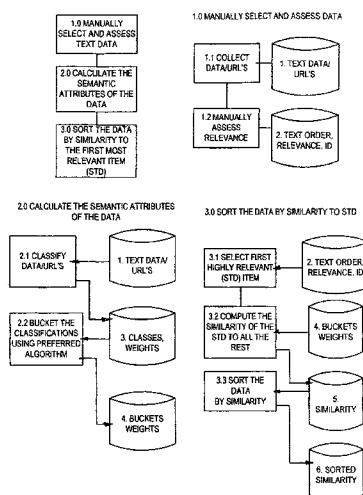 1.0 MANUALLY
SELECT AND ASSESS
TEXT DATA
2.0 CALCULATE THE
SEMANTIC
ATTRIBUTES OF THE
DATA
3.0 SORT THE DATA
BY SIMILARITY TO
THE FIRST MOST
RELEVANT ITEM
(STD)
1.0 MANUALLY SELECT AND ASSESS DATA
1.1 COLLECT
DATA/URL'S
1. TEXT DATA/
URL'S
1.2 MANUALLY
ASSESS
RELEVANCE
2. TEXT ORDER,
RELEVANCE, ID
2.0 CALCULATE THE SEMANTIC ATTRIBUTES
OF THE DATA
2.1 CLASSIFY
DATA/URL'S
1. TEXT DATA/
URL'S
2.2 BUCKET THE
CLASSIFICATIONS
USING PREFERRED
ALGORITHM
3. CLASSES,
WEIGHTS
4. BUCKETS
WEIGHTS
3.0 SORT THE DATA BY SIMILARITY TO STD
3.1 SELECT FIRST
HIGHLY RELEVANT
(STD) ITEM
2. TEXT ORDER,
RELEVANCE, ID
3.2 COMPUTE THE
SIMILARITY OF THE
STD TO ALL THE
REST
4. BUCKETS
WEIGHTS
3.3 SORT THE
DATA
BY SIMILARITY
5.
SIMILARITY
6. SORTED
SIMILARITY